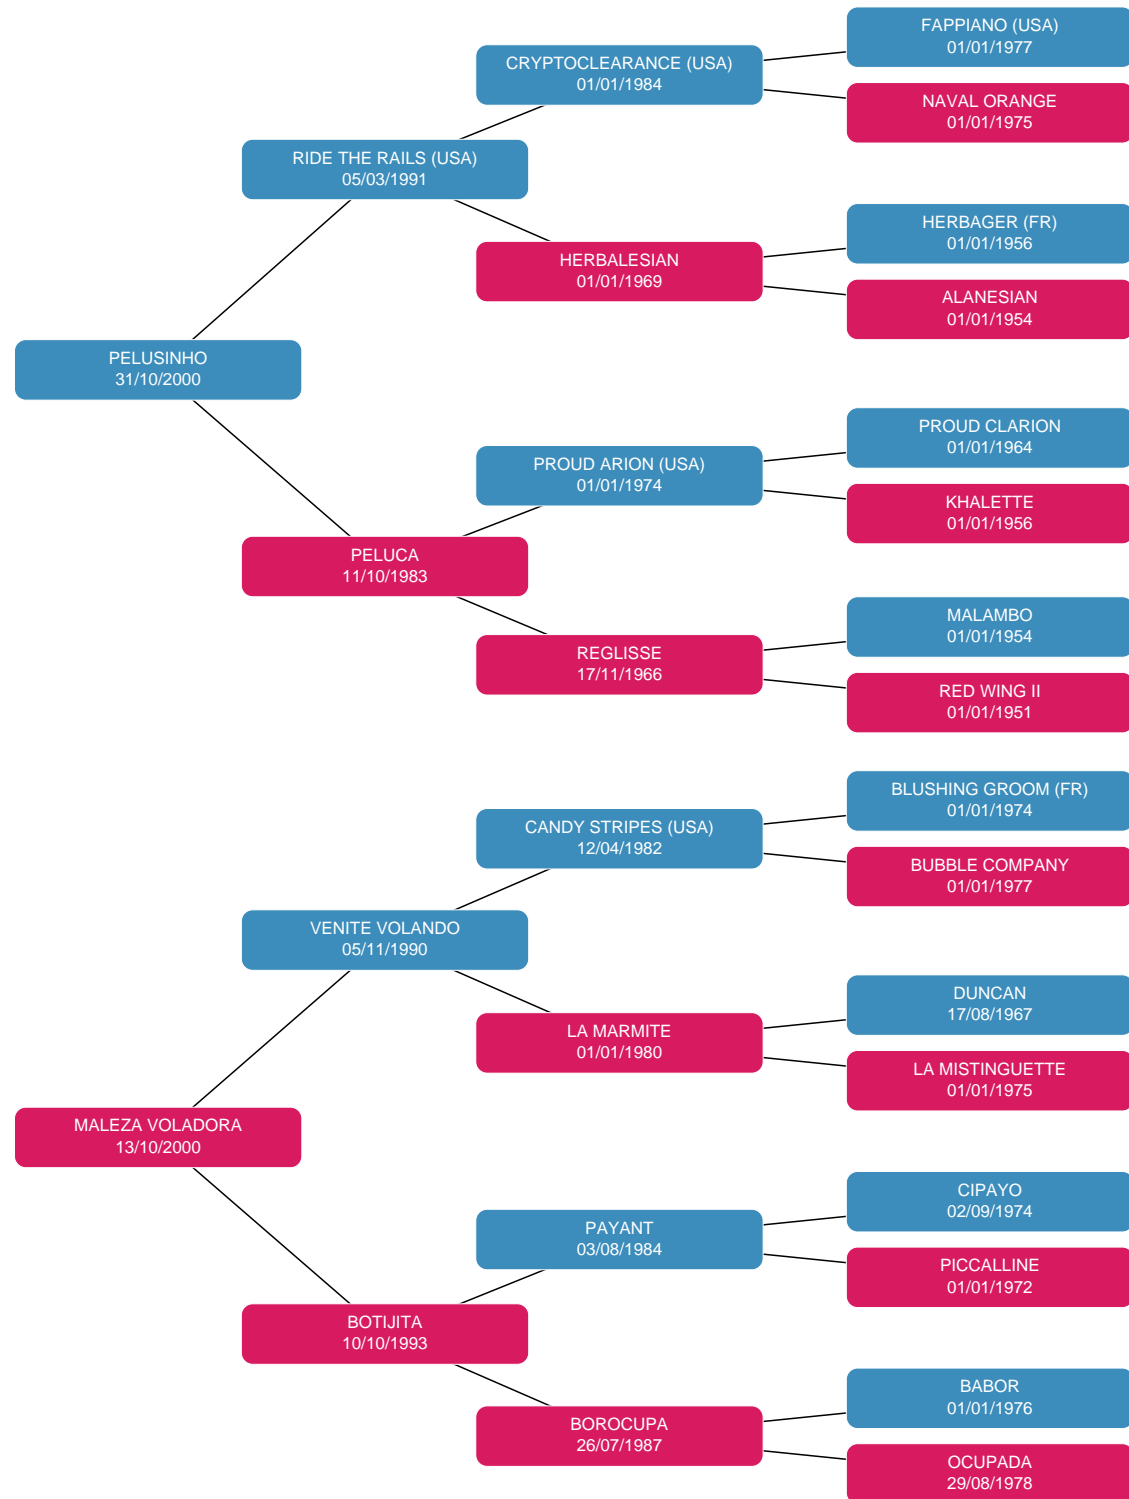 FAPPIANO (USA)
01/01/1977
CRYPTOCLEARANCE (USA)
01/01/1984
NAVAL ORANGE
01/01/1975
RIDE THE RAILS (USA)
05/03/1991
HERBAGER (FR)
01/01/1956
HERBALESIAN
01/01/1969
ALANESIAN
01/01/1954
PELUSINHO
31/10/2000
PROUD CLARION
01/01/1964
PROUD ARION (USA)
01/01/1974
KHALETTE
01/01/1956
PELUCA
11/10/1983
MALAMBO
01/01/1954
REGLISSE
17/11/1966
RED WING II
01/01/1951
BLUSHING GROOM (FR)
01/01/1974
CANDY STRIPES (USA)
12/04/1982
BUBBLE COMPANY
01/01/1977
VENITE VOLANDO
05/11/1990
DUNCAN
17/08/1967
LA MARMITE
01/01/1980
LA MISTINGUETTE
01/01/1975
MALEZA VOLADORA
13/10/2000
CIPAYO
02/09/1974
PAYANT
03/08/1984
PICCALLINE
01/01/1972
BOTIJITA
10/10/1993
BABOR
01/01/1976
BOROCUPA
26/07/1987
OCUPADA
29/08/1978